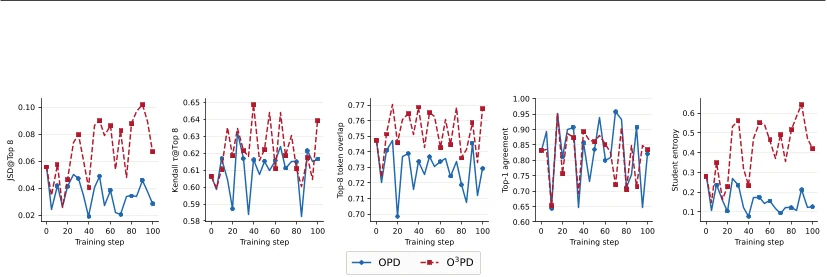 JSD@Top 8
0.10
0.08
0.06
0.04
0.02
0 20 40 60 80 100
Training step
Kendall τ@Top 8
0.65
0.64
0.63
0.62
0.61
0.60
0.59
0.58
0 20 40 60 80 100
Training step
Top-8 token overlap
0.77
0.76
0.75
0.74
0.73
0.72
0.71
0.70
0 20 40 60 80 100
Training step
Top-1 agreement
1.00
0.95
0.90
0.85
0.80
0.75
0.70
0.65
0.60
0 20 40 60 80 100
Training step
Student entropy
0.6
0.5
0.4
0.3
0.2
0.1
0 20 40 60 80 100
Training step
OPD O³PD